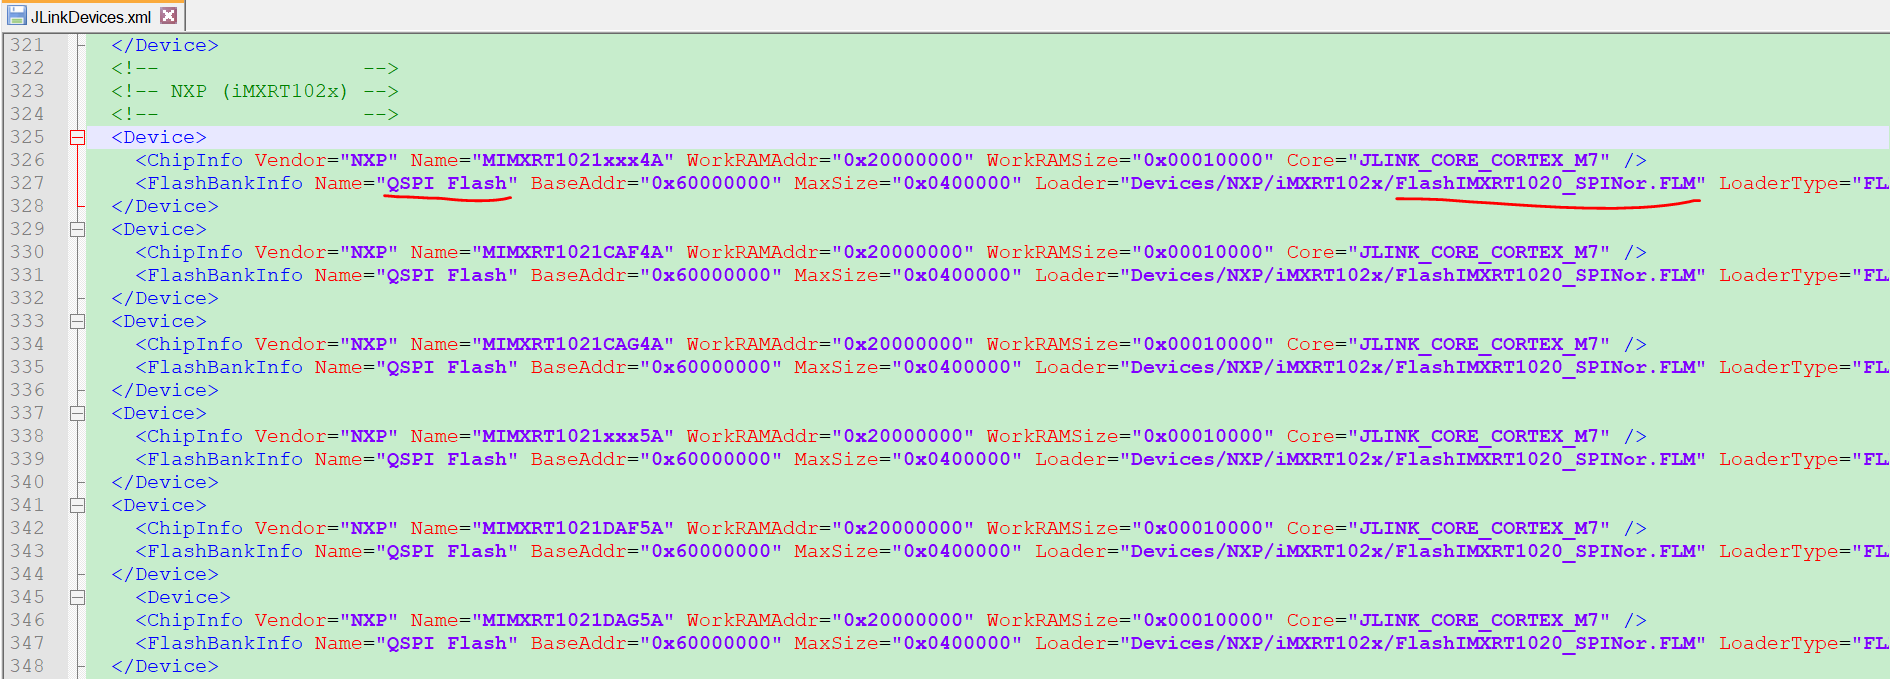 JLinkDevices.xml
321 </Device>
322 <!-- -->
323 <!-- NXP (iMXRT102x) -->
324 <!-- -->
325 <Device>
326 <ChipInfo Vendor="NXP" Name="MIMXRT1021xxx4A" WorkRAMAddr="0x20000000" WorkRAMSize="0x00010000" Core="JLINK_CORE_CORTEX_M7" />
327 <FlashBankInfo Name="QSPI Flash" BaseAddr="0x60000000" MaxSize="0x0400000" Loader="Devices/NXP/iMXRT102x/FlashIMXRT1020_SPINor.FLM" LoaderType="FL
328 </Device>
329 <Device>
330 <ChipInfo Vendor="NXP" Name="MIMXRT1021CAF4A" WorkRAMAddr="0x20000000" WorkRAMSize="0x00010000" Core="JLINK_CORE_CORTEX_M7" />
331 <FlashBankInfo Name="QSPI Flash" BaseAddr="0x60000000" MaxSize="0x0400000" Loader="Devices/NXP/iMXRT102x/FlashIMXRT1020_SPINor.FLM" LoaderType="FL
332 </Device>
333 <Device>
334 <ChipInfo Vendor="NXP" Name="MIMXRT1021CAG4A" WorkRAMAddr="0x20000000" WorkRAMSize="0x00010000" Core="JLINK_CORE_CORTEX_M7" />
335 <FlashBankInfo Name="QSPI Flash" BaseAddr="0x60000000" MaxSize="0x0400000" Loader="Devices/NXP/iMXRT102x/FlashIMXRT1020_SPINor.FLM" LoaderType="FL
336 </Device>
337 <Device>
338 <ChipInfo Vendor="NXP" Name="MIMXRT1021xxx5A" WorkRAMAddr="0x20000000" WorkRAMSize="0x00010000" Core="JLINK_CORE_CORTEX_M7" />
339 <FlashBankInfo Name="QSPI Flash" BaseAddr="0x60000000" MaxSize="0x0400000" Loader="Devices/NXP/iMXRT102x/FlashIMXRT1020_SPINor.FLM" LoaderType="FL
340 </Device>
341 <Device>
342 <ChipInfo Vendor="NXP" Name="MIMXRT1021DAF5A" WorkRAMAddr="0x20000000" WorkRAMSize="0x00010000" Core="JLINK_CORE_CORTEX_M7" />
343 <FlashBankInfo Name="QSPI Flash" BaseAddr="0x60000000" MaxSize="0x0400000" Loader="Devices/NXP/iMXRT102x/FlashIMXRT1020_SPINor.FLM" LoaderType="FL
344 </Device>
345 <Device>
346 <ChipInfo Vendor="NXP" Name="MIMXRT1021DAG5A" WorkRAMAddr="0x20000000" WorkRAMSize="0x00010000" Core="JLINK_CORE_CORTEX_M7" />
347 <FlashBankInfo Name="QSPI Flash" BaseAddr="0x60000000" MaxSize="0x0400000" Loader="Devices/NXP/iMXRT102x/FlashIMXRT1020_SPINor.FLM" LoaderType="FL
348 </Device>